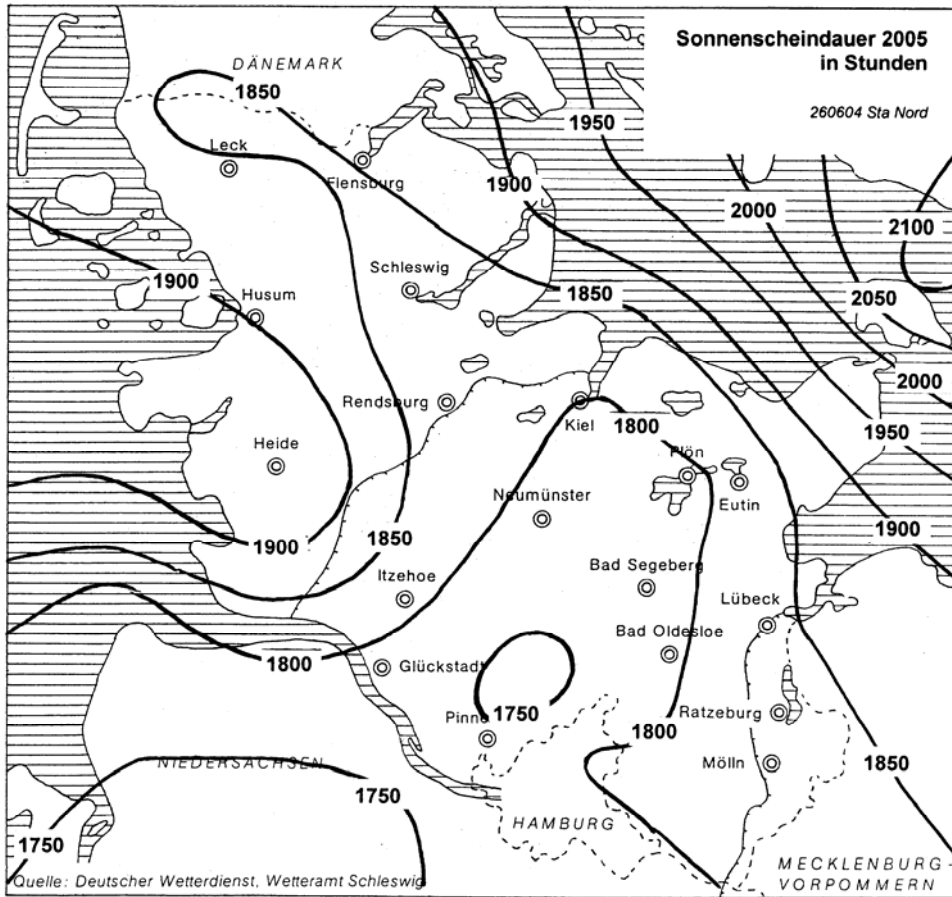 Sonnenscheindauer 2005
in Stunden
260604 Sta Nord
DÄNEMARK
1850
1950
Leck
Flensburg
1900
2000
2100
Schleswig
1900
1850
Husum
2050
2000
Rendsburg
Kiel
1800
1950
Heide
Plön
Neumünster
Eutin
1900
1900
1850
Itzehoe
Bad Segeberg
Lübeck
Bad Oldesloe
1800
Glückstadt
1750
Pinne
Ratzeburg
1800
NIEDERSACHSEN
Mölln
1850
1750
HAMBURG
1750
MECKLENBURG-
VORPOMMERN
Quelle: Deutscher Wetterdienst, Wetteramt Schleswig